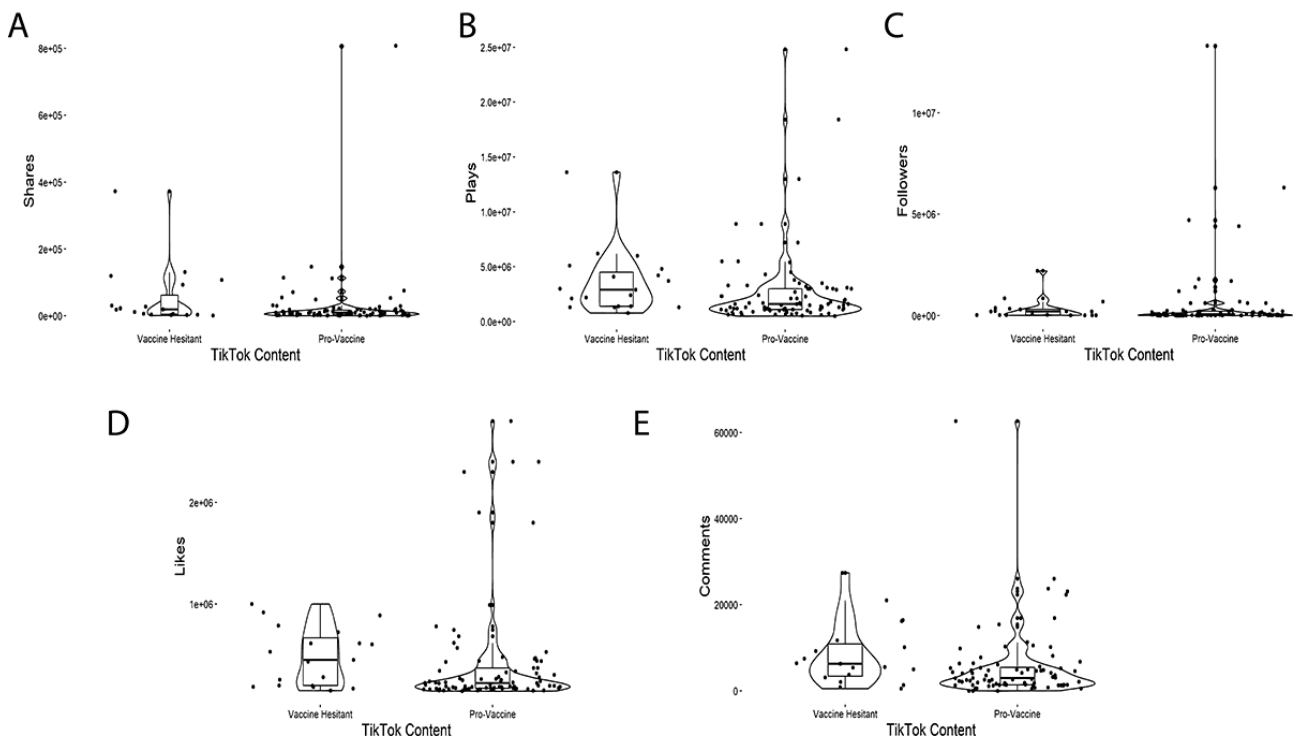 A
Shares
8e+05
6e+05
4e+05
2e+05
0e+00
Vaccine Hesitant
Pro-Vaccine
TikTok Content
B
Plays
2.5e+07
2.0e+07
1.5e+07
1.0e+07
5.0e+06
0.0e+00
Vaccine Hesitant
Pro-Vaccine
TikTok Content
C
Followers
1e+07
5e+06
0e+00
Vaccine Hesitant
Pro-Vaccine
TikTok Content
D
Likes
2e+06
1e+06
Vaccine Hesitant
Pro-Vaccine
TikTok Content
E
Comments
60000
40000
20000
0
Vaccine Hesitant
Pro-Vaccine
TikTok Content